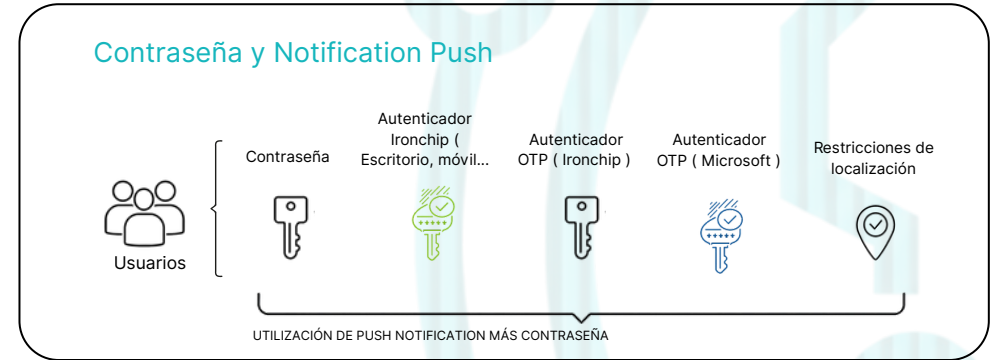 Contraseña y Notification Push
Contraseña
Autenticador
Ironchip (
Escritorio, móvil...
Autenticador
OTP ( Ironchip )
Autenticador
OTP ( Microsoft )
Restricciones de
localización
Usuarios
UTILIZACIÓN DE PUSH NOTIFICATION MÁS CONTRASEÑA